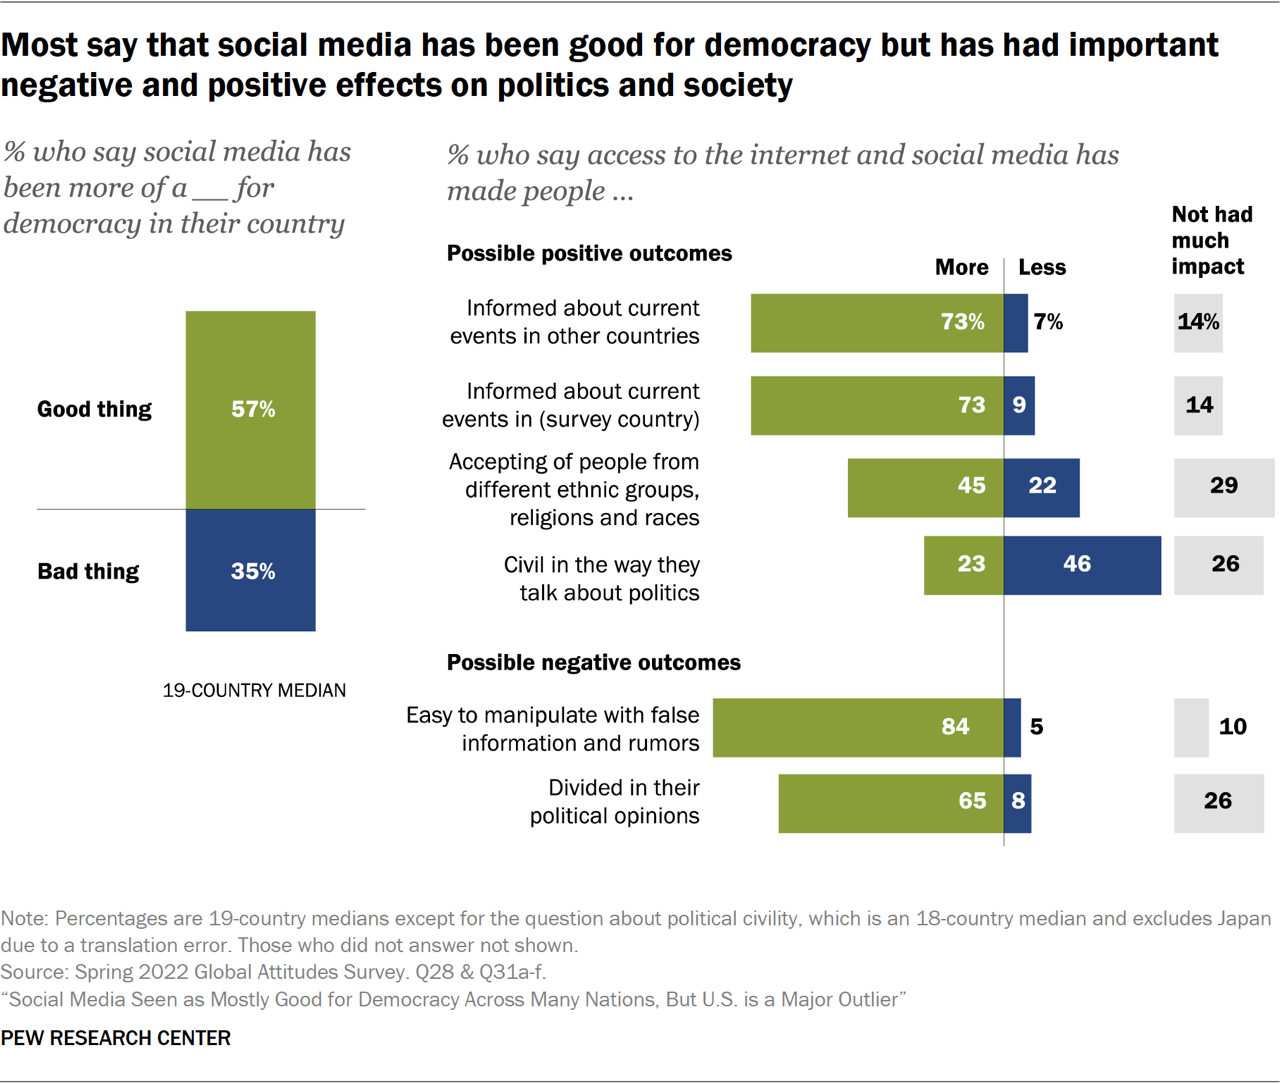 Most say that social media has been good for democracy but has had important
negative and positive effects on politics and society
% who say social media has
been more of a __ for
democracy in their country
Good thing
57%
Bad thing
35%
19-COUNTRY MEDIAN
% who say access to the internet and social media has
made people ...
Possible positive outcomes
More
Less
Not had
much
impact
Informed about current
events in other countries
73%
7%
14%
Informed about current
events in (survey country)
73
9
14
Accepting of people from
different ethnic groups,
religions and races
45
22
29
Civil in the way they
talk about politics
23
46
26
Possible negative outcomes
Easy to manipulate with false
information and rumors
84
5
10
Divided in their
political opinions
65
8
26
Note: Percentages are 19-country medians except for the question about political civility, which is an 18-country median and excludes Japan
due to a translation error. Those who did not answer not shown.
Source: Spring 2022 Global Attitudes Survey. Q28 & Q31a-f.
“Social Media Seen as Mostly Good for Democracy Across Many Nations, But U.S. is a Major Outlier”
PEW RESEARCH CENTER